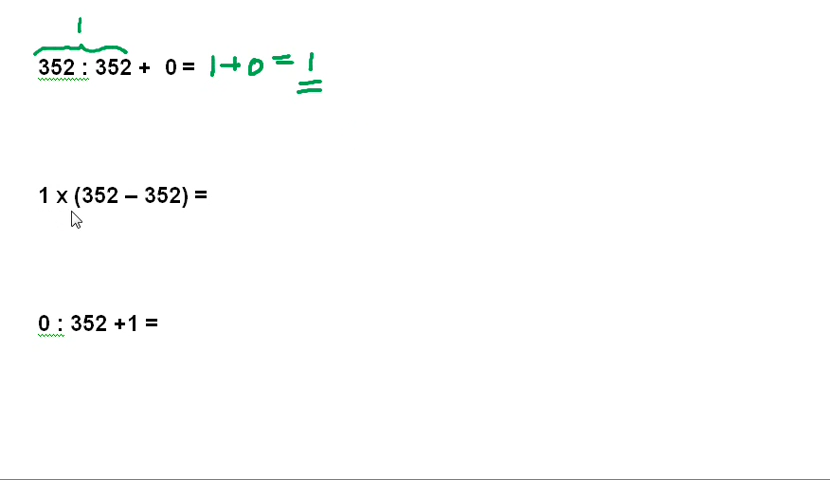 1
352 : 352 + 0 = 1 + 0 = 1
1 x (352 – 352) =
0 : 352 +1 =